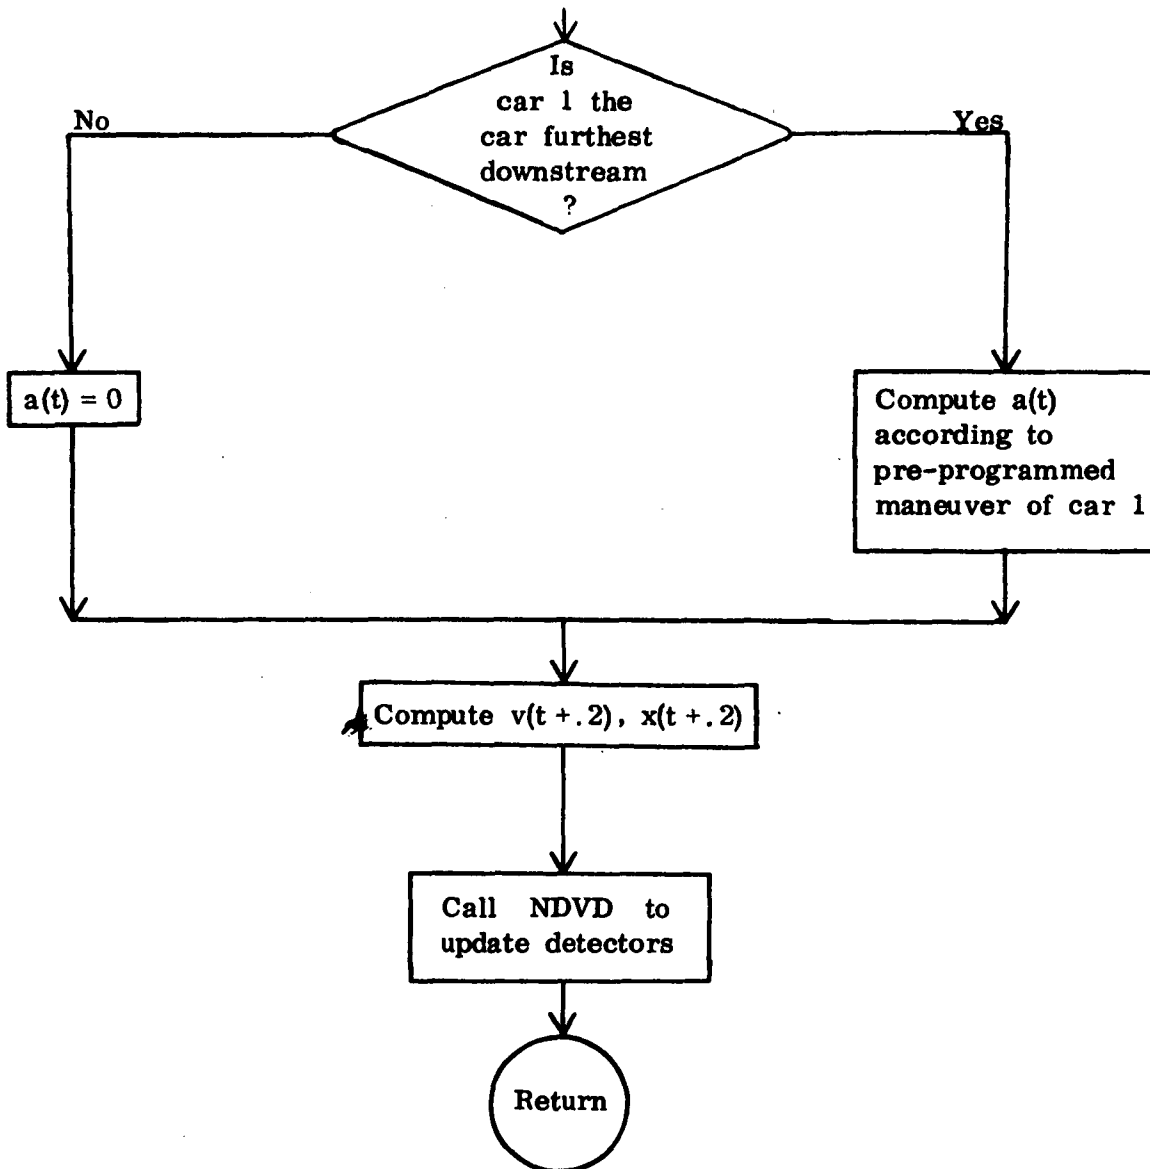 Is
car 1 the
car furthest
downstream
?
No
Yes
a(t) = 0
Compute a(t)
according to
pre-programmed
maneuver of car 1
Compute v(t +.2), x(t +.2)
Call NDVD to
update detectors
Return